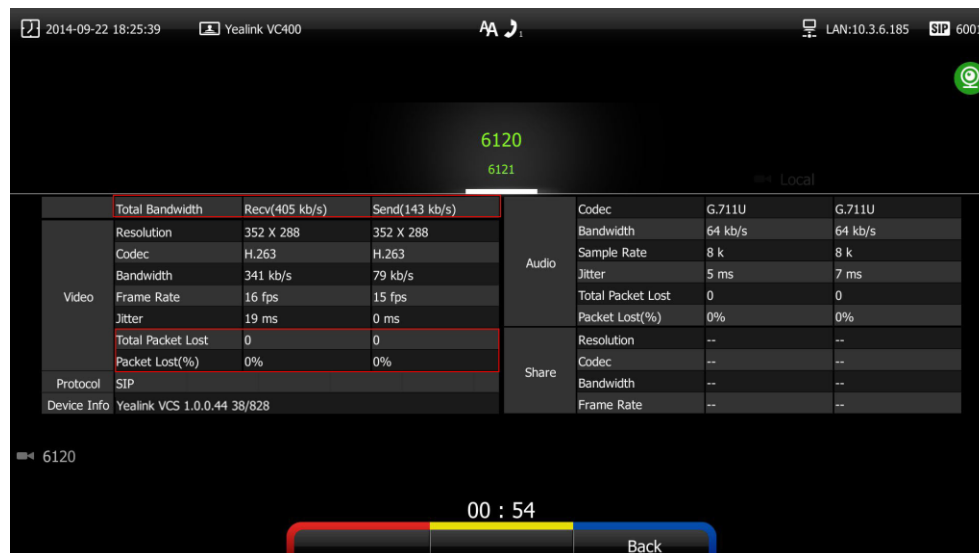 2014-09-22 18:25:39 Yealink VC400 AA 1 LAN:10.3.6.185 SIP 6001
6120
6121
Local
Total Bandwidth Recv(405 kb/s) Send(143 kb/s)
Video
Resolution 352 X 288 352 X 288
Codec H.263 H.263
Bandwidth 341 kb/s 79 kb/s
Frame Rate 16 fps 15 fps
Jitter 19 ms 0 ms
Total Packet Lost 0 0
Packet Lost(%) 0% 0%
Protocol SIP
Device Info Yealink VCS 1.0.0.44 38/828
Audio
Codec G.711U G.711U
Bandwidth 64 kb/s 64 kb/s
Sample Rate 8 k 8 k
Jitter 5 ms 7 ms
Total Packet Lost 0 0
Packet Lost(%) 0% 0%
Share
Resolution -- --
Codec -- --
Bandwidth -- --
Frame Rate -- --
6120
00 : 54
Back